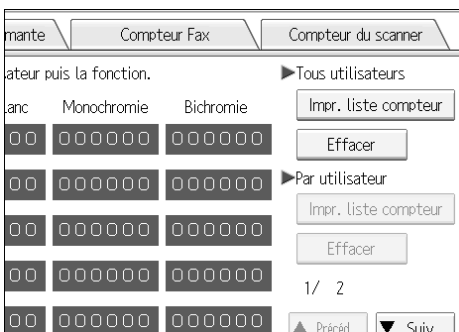 mante Compteur Fax Compteur du scanner
ateur puis la fonction. ▶Tous utilisateurs
anc Monochromie Bichromie Impr. liste compteur
00 000000 000000 Effacer
00 000000 000000 ▶Par utilisateur
Impr. liste compteur
00 000000 000000 Effacer
00 000000 000000 1/ 2
00 000000 000000 ▲ Précéd. ▼ Suiv.